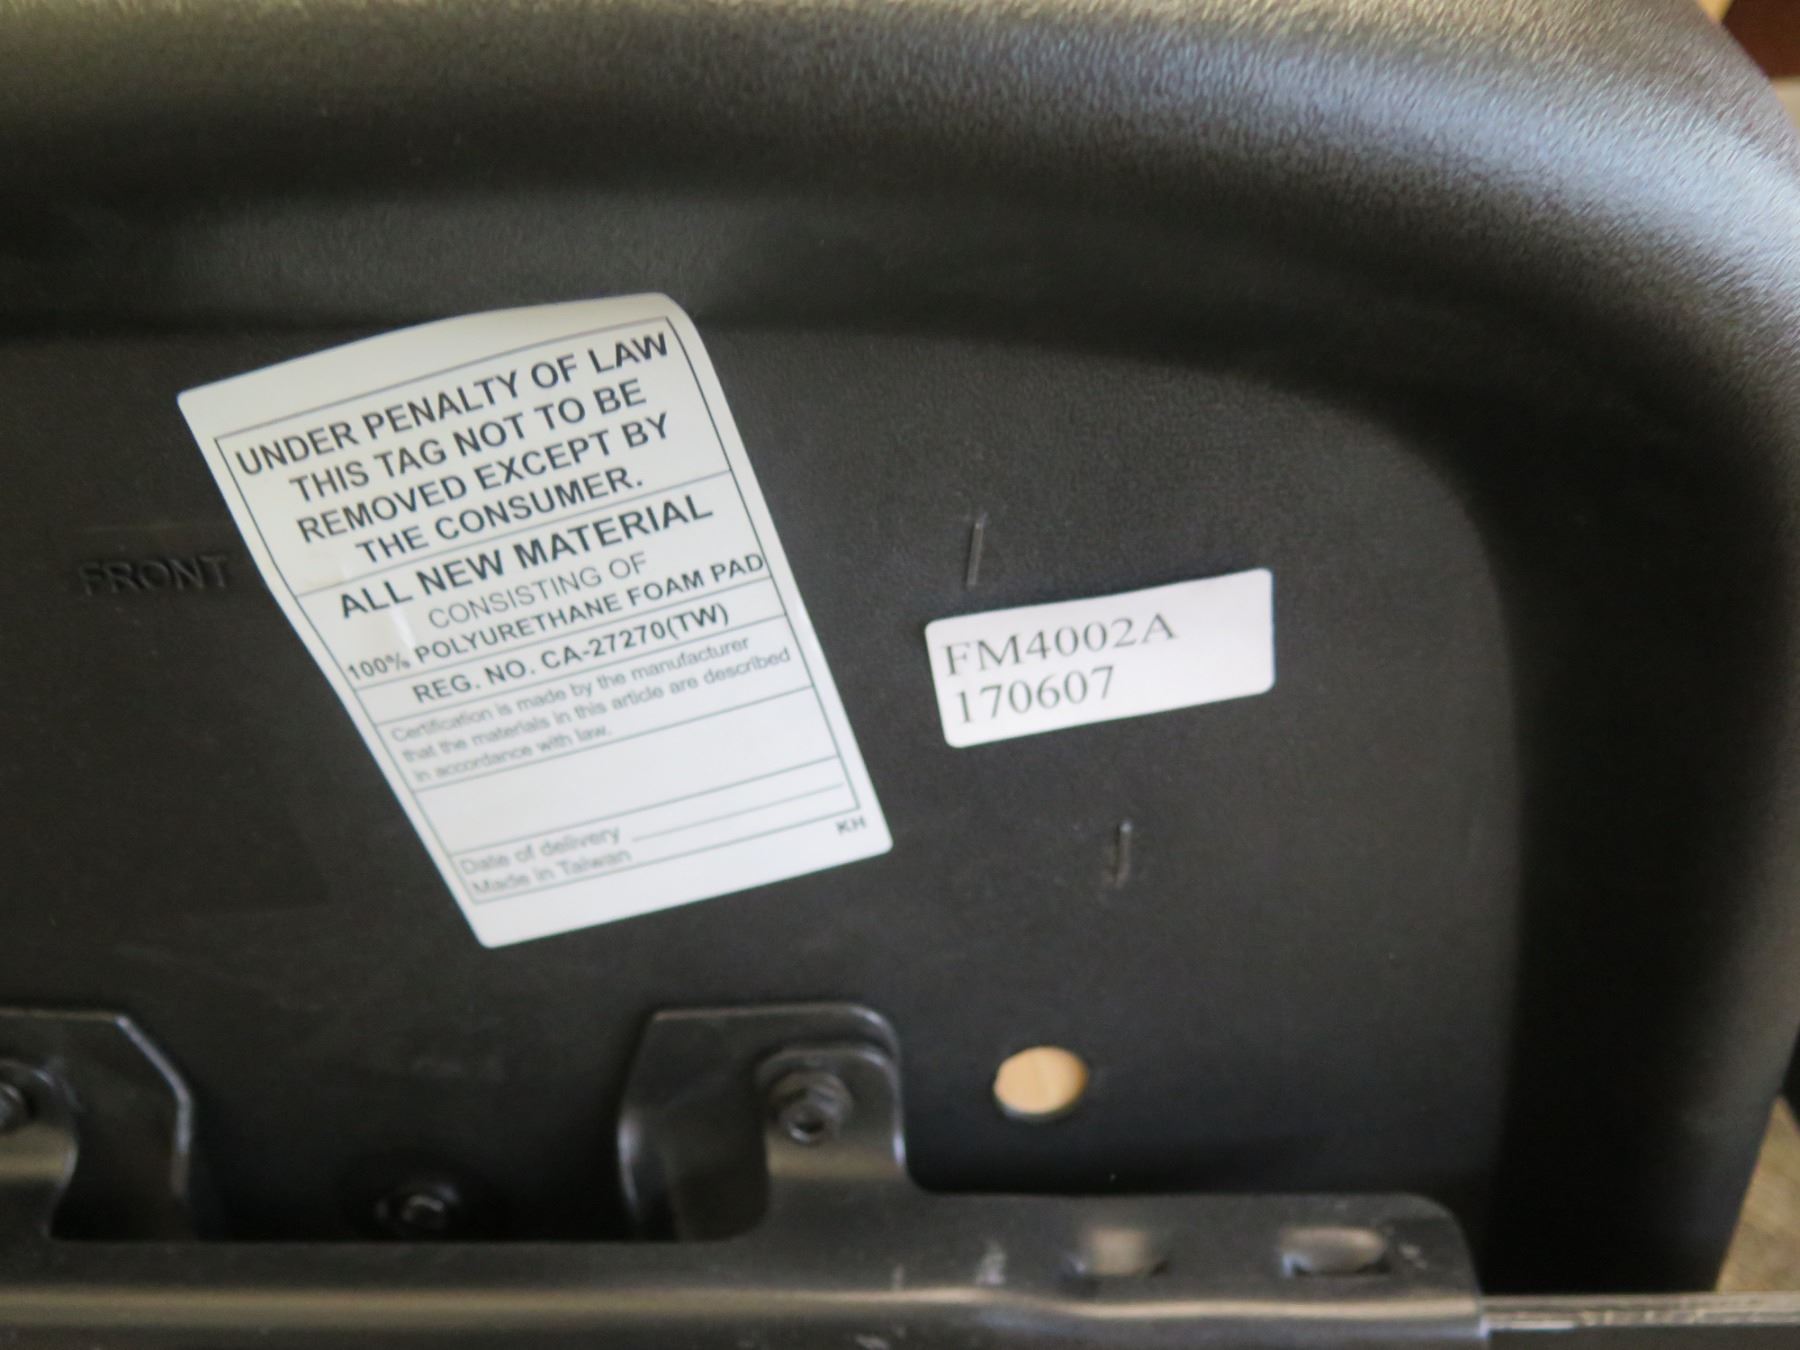 UNDER PENALTY OF LAW
THIS TAG NOT TO BE
REMOVED EXCEPT BY
THE CONSUMER.
ALL NEW MATERIAL
CONSISTING OF
100% POLYURETHANE FOAM PAD
REG. NO. CA-27270(TW)
Certification is made by the manufacturer
that the materials in this article are described
in accordance with law.
Date of delivery
Made in Taiwan
KH
FRONT
FM4002A
170607